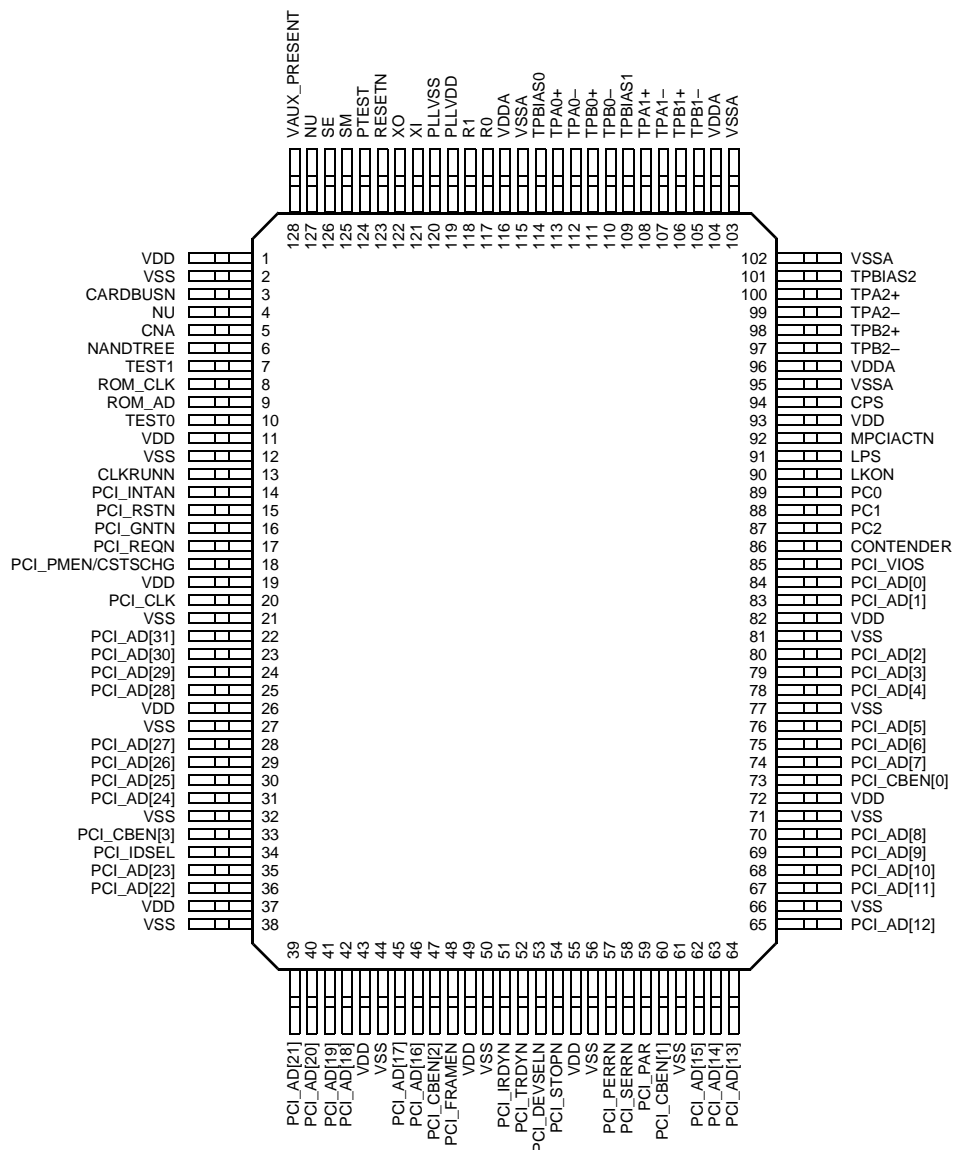 VAUX_PRESENT
NU
SE
SM
PTEST
RESETN
XO
XI
PLLVSS
PLLVDD
R1
R0
VDDA
VSSA
TPBIAS0
TPA0+
TPA0–
TPB0+
TPB0–
TPBIAS1
TPA1+
TPA1–
TPB1+
TPB1–
VDDA
VSSA
128
127
126
125
124
123
122
121
120
119
118
117
116
115
114
113
112
111
110
109
108
107
106
105
104
103
VDD 1
VSS 2
CARDBUSN 3
NU 4
CNA 5
NANDTREE 6
TEST1 7
ROM_CLK 8
ROM_AD 9
TEST0 10
VDD 11
VSS 12
CLKRUNN 13
PCI_INTAN 14
PCI_RSTN 15
PCI_GNTN 16
PCI_REQN 17
PCI_PMEN/CSTSCHG 18
VDD 19
PCI_CLK 20
VSS 21
PCI_AD[31] 22
PCI_AD[30] 23
PCI_AD[29] 24
PCI_AD[28] 25
VDD 26
VSS 27
PCI_AD[27] 28
PCI_AD[26] 29
PCI_AD[25] 30
PCI_AD[24] 31
VSS 32
PCI_CBEN[3] 33
PCI_IDSEL 34
PCI_AD[23] 35
PCI_AD[22] 36
VDD 37
VSS 38
102 VSSA
101 TPBIAS2
100 TPA2+
99 TPA2–
98 TPB2+
97 TPB2–
96 VDDA
95 VSSA
94 CPS
93 VDD
92 MPCIACTN
91 LPS
90 LKON
89 PC0
88 PC1
87 PC2
86 CONTENDER
85 PCI_VIOS
84 PCI_AD[0]
83 PCI_AD[1]
82 VDD
81 VSS
80 PCI_AD[2]
79 PCI_AD[3]
78 PCI_AD[4]
77 VSS
76 PCI_AD[5]
75 PCI_AD[6]
74 PCI_AD[7]
73 PCI_CBEN[0]
72 VDD
71 VSS
70 PCI_AD[8]
69 PCI_AD[9]
68 PCI_AD[10]
67 PCI_AD[11]
66 VSS
65 PCI_AD[12]
39
40
41
42
43
44
45
46
47
48
49
50
51
52
53
54
55
56
57
58
59
60
61
62
63
64
PCI_AD[21]
PCI_AD[20]
PCI_AD[19]
PCI_AD[18]
VDD
VSS
PCI_AD[17]
PCI_AD[16]
PCI_CBEN[2]
PCI_FRAMEN
VDD
VSS
PCI_IRDYN
PCI_TRDYN
PCI_DEVSELN
PCI_STOPN
VDD
VSS
PCI_PERRN
PCI_SERRN
PCI_PAR
PCI_CBEN[1]
VSS
PCI_AD[15]
PCI_AD[14]
PCI_AD[13]